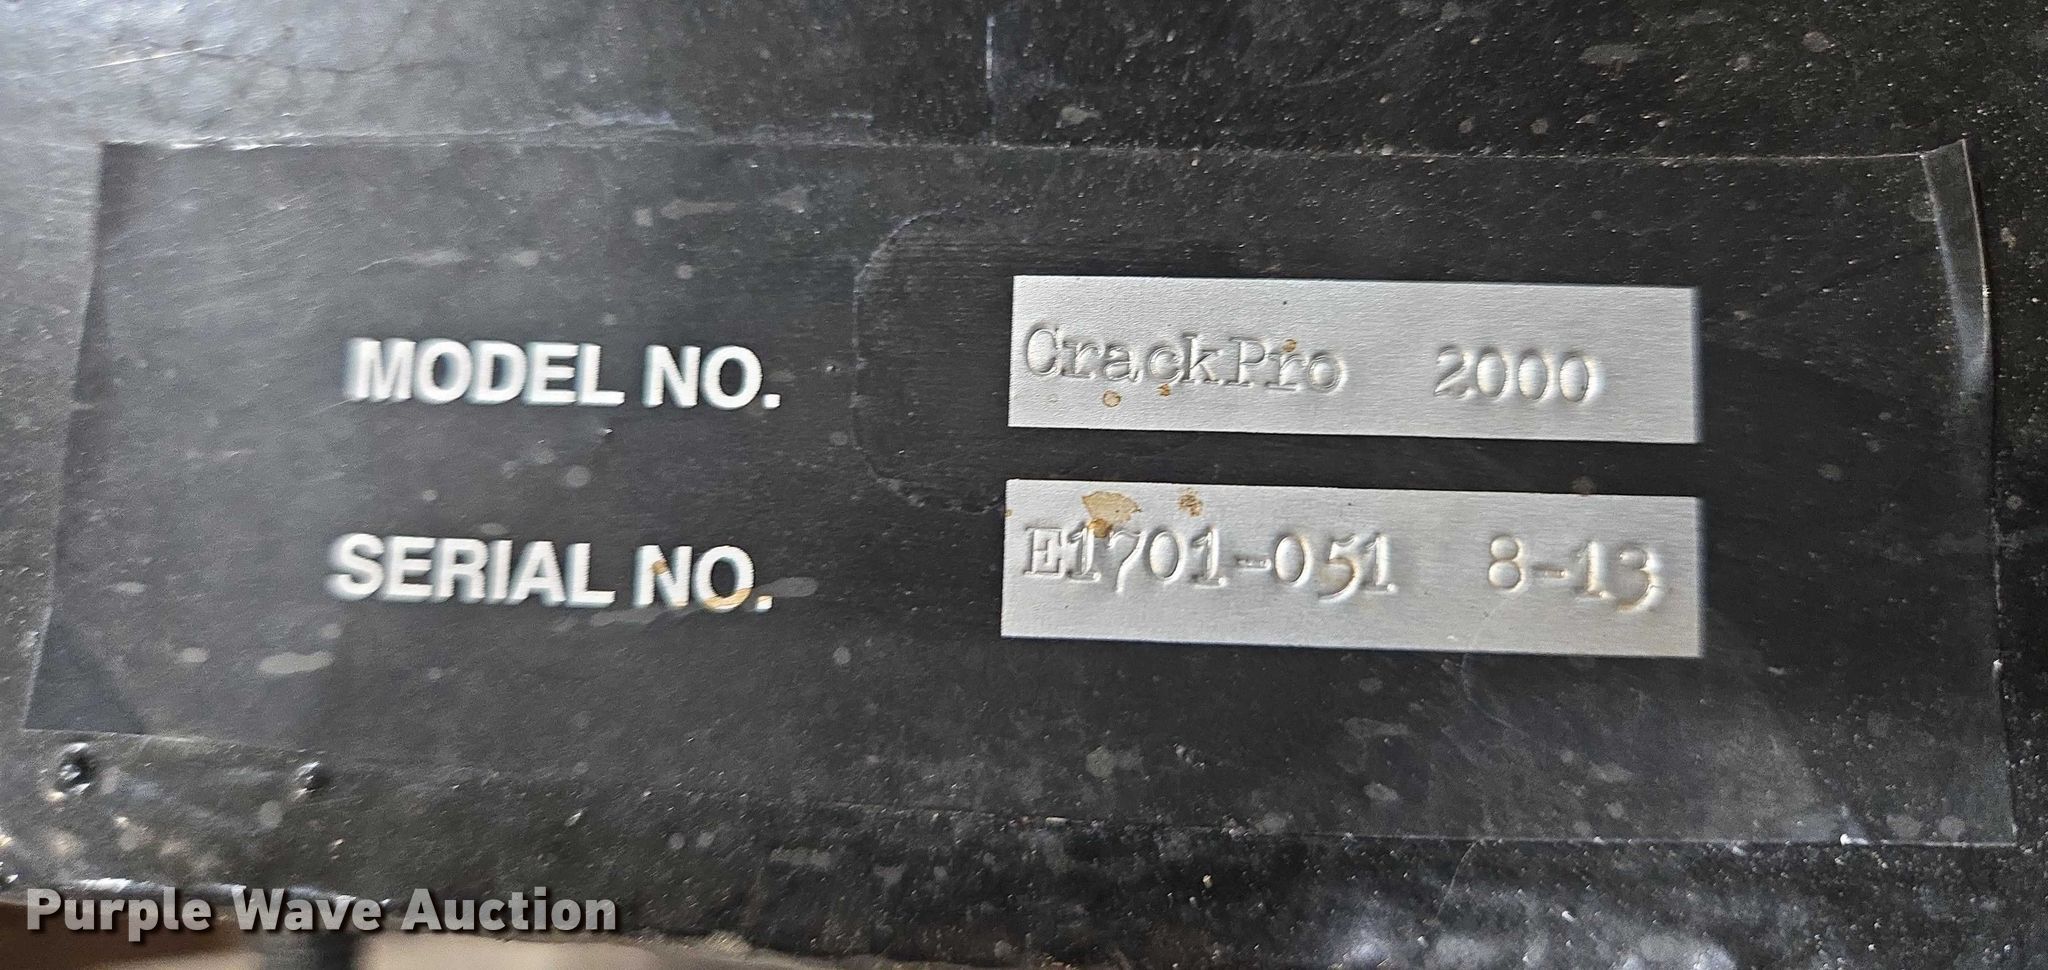 MODEL NO. CrackPro 2000
SERIAL NO. E1701-051 8-13
Purple Wave Auction